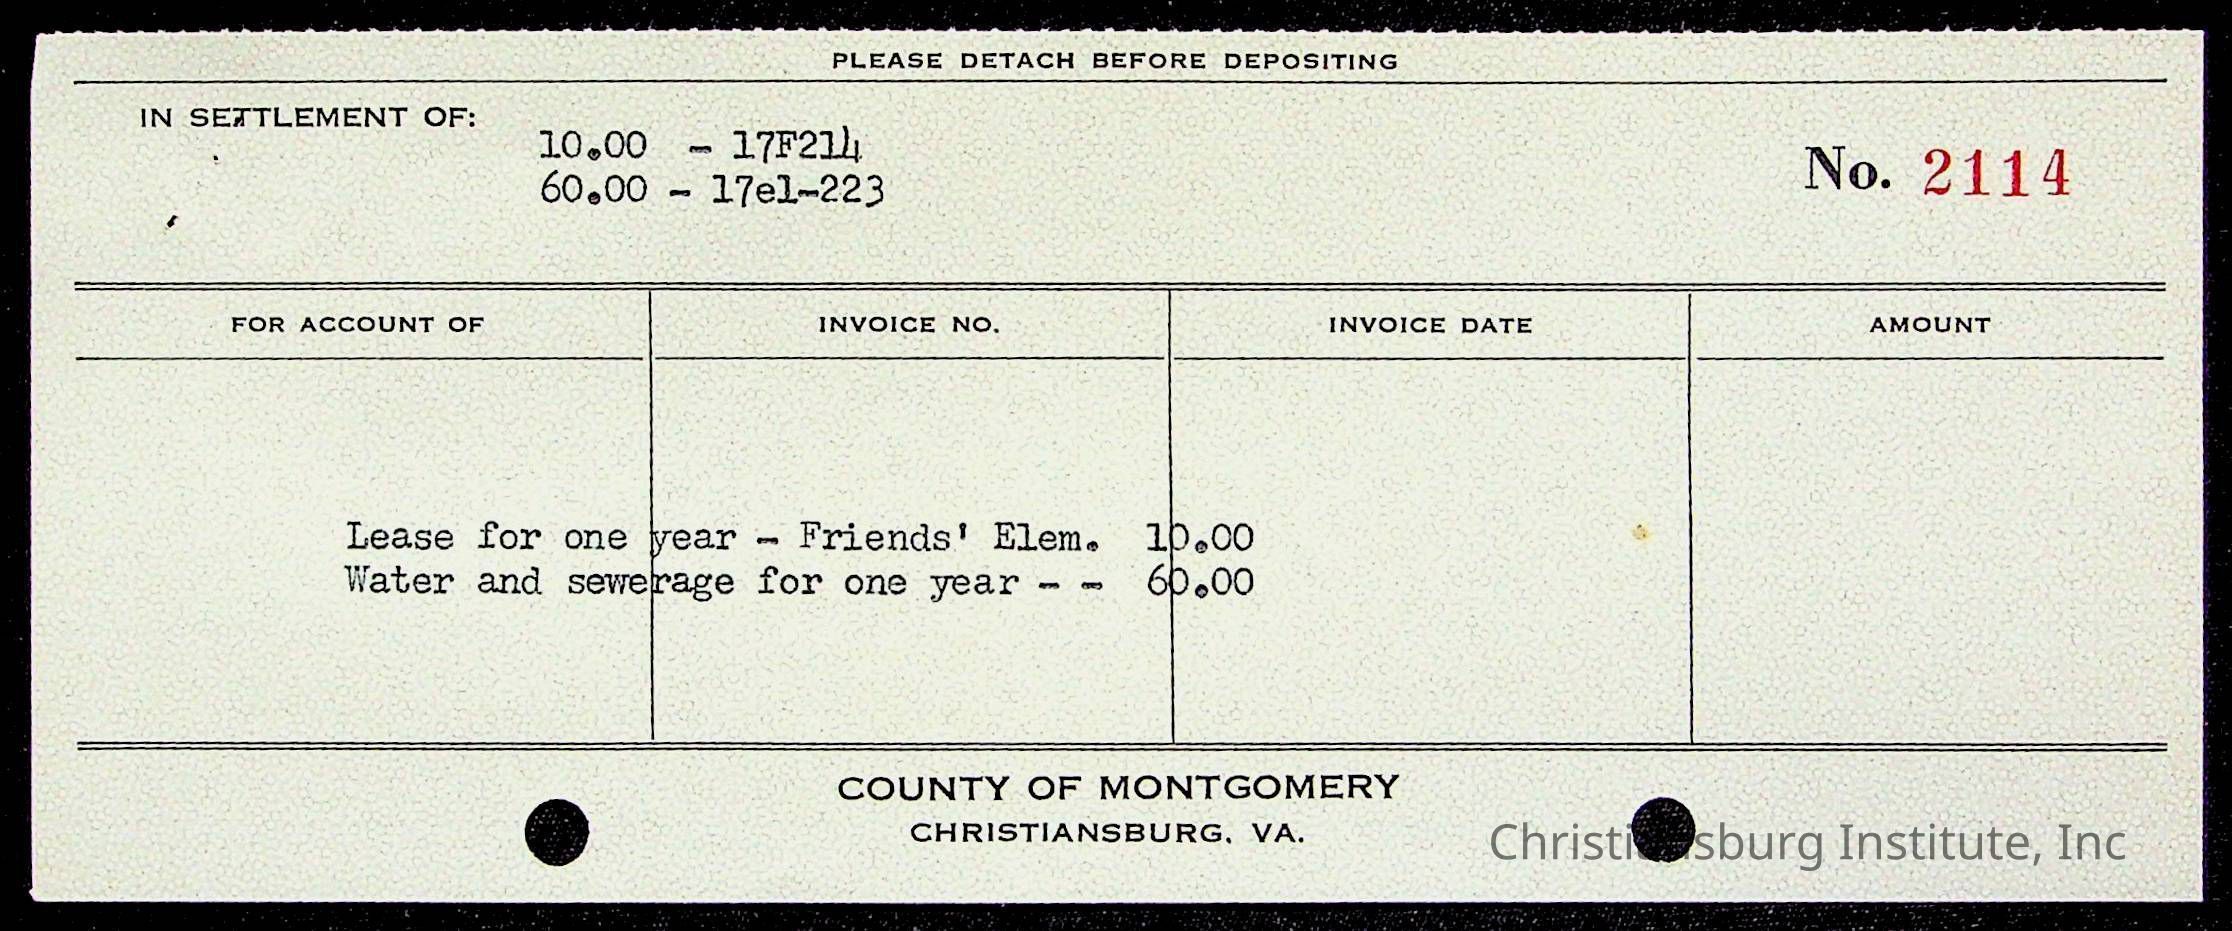 PLEASE DETACH BEFORE DEPOSITING
IN SETTLEMENT OF:
10.00 - 17F214
60.00 - 17el-223
No. 2114
FOR ACCOUNT OF INVOICE NO. INVOICE DATE AMOUNT
Lease for one year - Friends' Elem. 10.00
Water and sewerage for one year - - 60.00
COUNTY OF MONTGOMERY
CHRISTIANSBURG, VA.
Christiansburg Institute, Inc